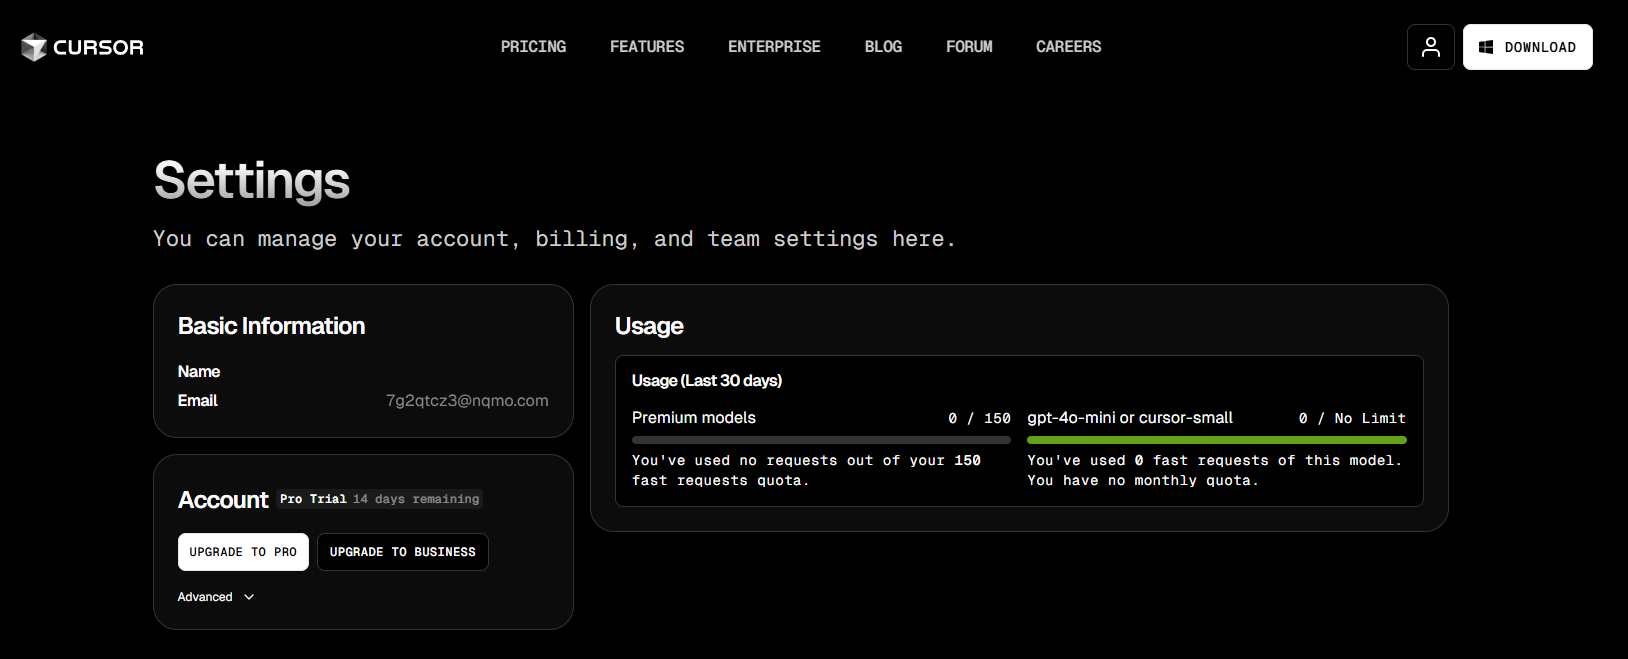 CURSOR
PRICING FEATURES ENTERPRISE BLOG FORUM CAREERS
DOWNLOAD
Settings
You can manage your account, billing, and team settings here.
Basic Information
Name
Email 7g2qtcz3@nqmo.com
Account Pro Trial 14 days remaining
UPGRADE TO PRO UPGRADE TO BUSINESS
Advanced
Usage
Usage (Last 30 days)
Premium models 0 / 150
You've used no requests out of your 150
fast requests quota.
gpt-4o-mini or cursor-small 0 / No Limit
You've used 0 fast requests of this model.
You have no monthly quota.